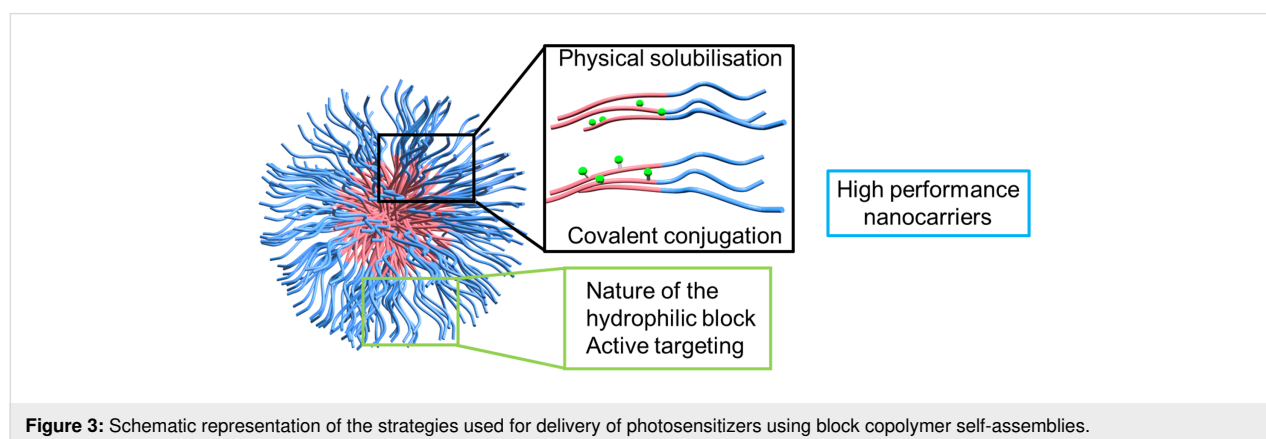 Physical solubilisation
Covalent conjugation
High performance
nanocarriers
Nature of the
hydrophilic block
Active targeting
Figure 3: Schematic representation of the strategies used for delivery of photosensitizers using block copolymer self-assemblies.